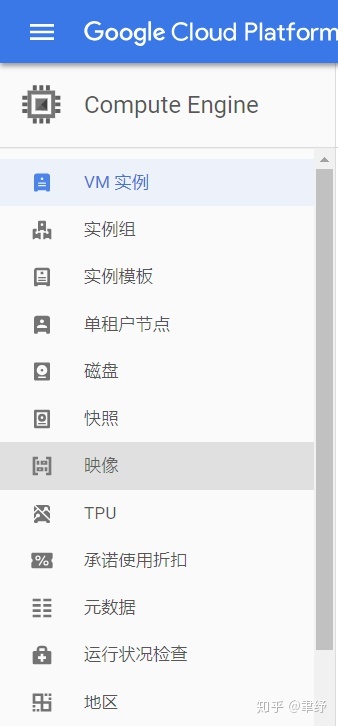 Google Cloud Platform
Compute Engine
VM 实例
实例组
实例模板
单租户节点
磁盘
快照
映像
TPU
承诺使用折扣
元数据
运行状况检查
地区
知乎 @聿纾